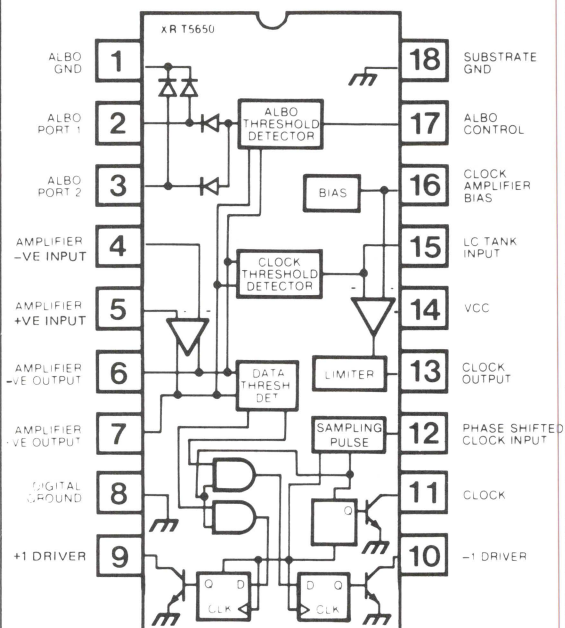 XR T5650
ALBO
GND
1
ALBO
PORT 1
2
ALBO
PORT 2
3
AMPLIFIER
-VE INPUT
4
AMPLIFIER
+VE INPUT
5
AMPLIFIER
-VE OUTPUT
6
AMPLIFIER
-VE OUTPUT
7
DIGITAL
GROUND
8
+1 DRIVER
9
ALBO
THRESHOLD
DETECTOR
BIAS
CLOCK
THRESHOLD
DETECTOR
DATA
THRESH
DET
LIMITER
SAMPLING
PULSE
Q
Q D
CLK
D Q
CLK
18
SUBSTRATE
GND
17
ALBO
CONTROL
16
CLOCK
AMPLIFIER
BIAS
15
LC TANK
INPUT
14
VCC
13
CLOCK
OUTPUT
12
PHASE SHIFTED
CLOCK INPUT
11
CLOCK
10
-1 DRIVER